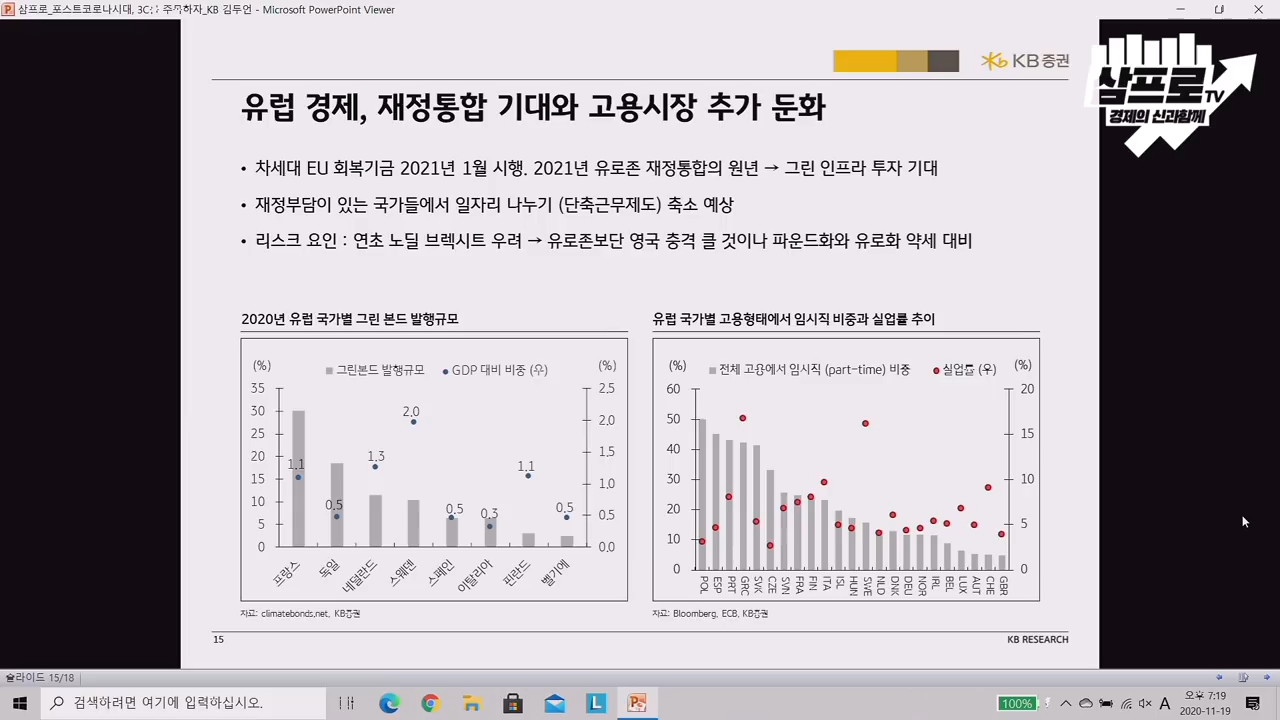 삼프로_포스트코로나시대, 3C에 주목하자_KB 김두언 - Microsoft PowerPoint Viewer
KB증권
삼프로TV
경제의 신과함께
유럽 경제, 재정통합 기대와 고용시장 추가 둔화
• 차세대 EU 회복기금 2021년 1월 시행. 2021년 유로존 재정통합의 원년 → 그린 인프라 투자 기대
• 재정부담이 있는 국가들에서 일자리 나누기 (단축근무제도) 축소 예상
• 리스크 요인 : 연초 노딜 브렉시트 우려 → 유로존보단 영국 충격 클 것이나 파운드화와 유로화 약세 대비
2020년 유럽 국가별 그린 본드 발행규모
(%) 그린본드 발행규모 GDP 대비 비중 (우) (%)
35 30 25 20 15 10 5 0
2.5 2.0 1.5 1.0 0.5 0.0
1.1 0.5 1.3 2.0 0.5 0.3 1.1 0.5
프랑스 독일 네덜란드 스웨덴 스페인 이탈리아 핀란드 벨기에
자료: climatebonds.net, KB증권
유럽 국가별 고용형태에서 임시직 비중과 실업률 추이
(%) 전체 고용에서 임시직 (part-time) 비중 실업률 (우) (%)
60 50 40 30 20 10 0
20 15 10 5 0
POL ESP PRT GRC SVK CZE SVN FRA FIN ITA ISL HUN SWE NLD DNK DEU NOR IRL BEL LUX AUT CHE GBR
자료: Bloomberg, ECB, KB증권
15
KB RESEARCH
슬라이드 15/18
검색하려면 여기에 입력하십시오.
100%
A
오후 7:19
2020-11-19